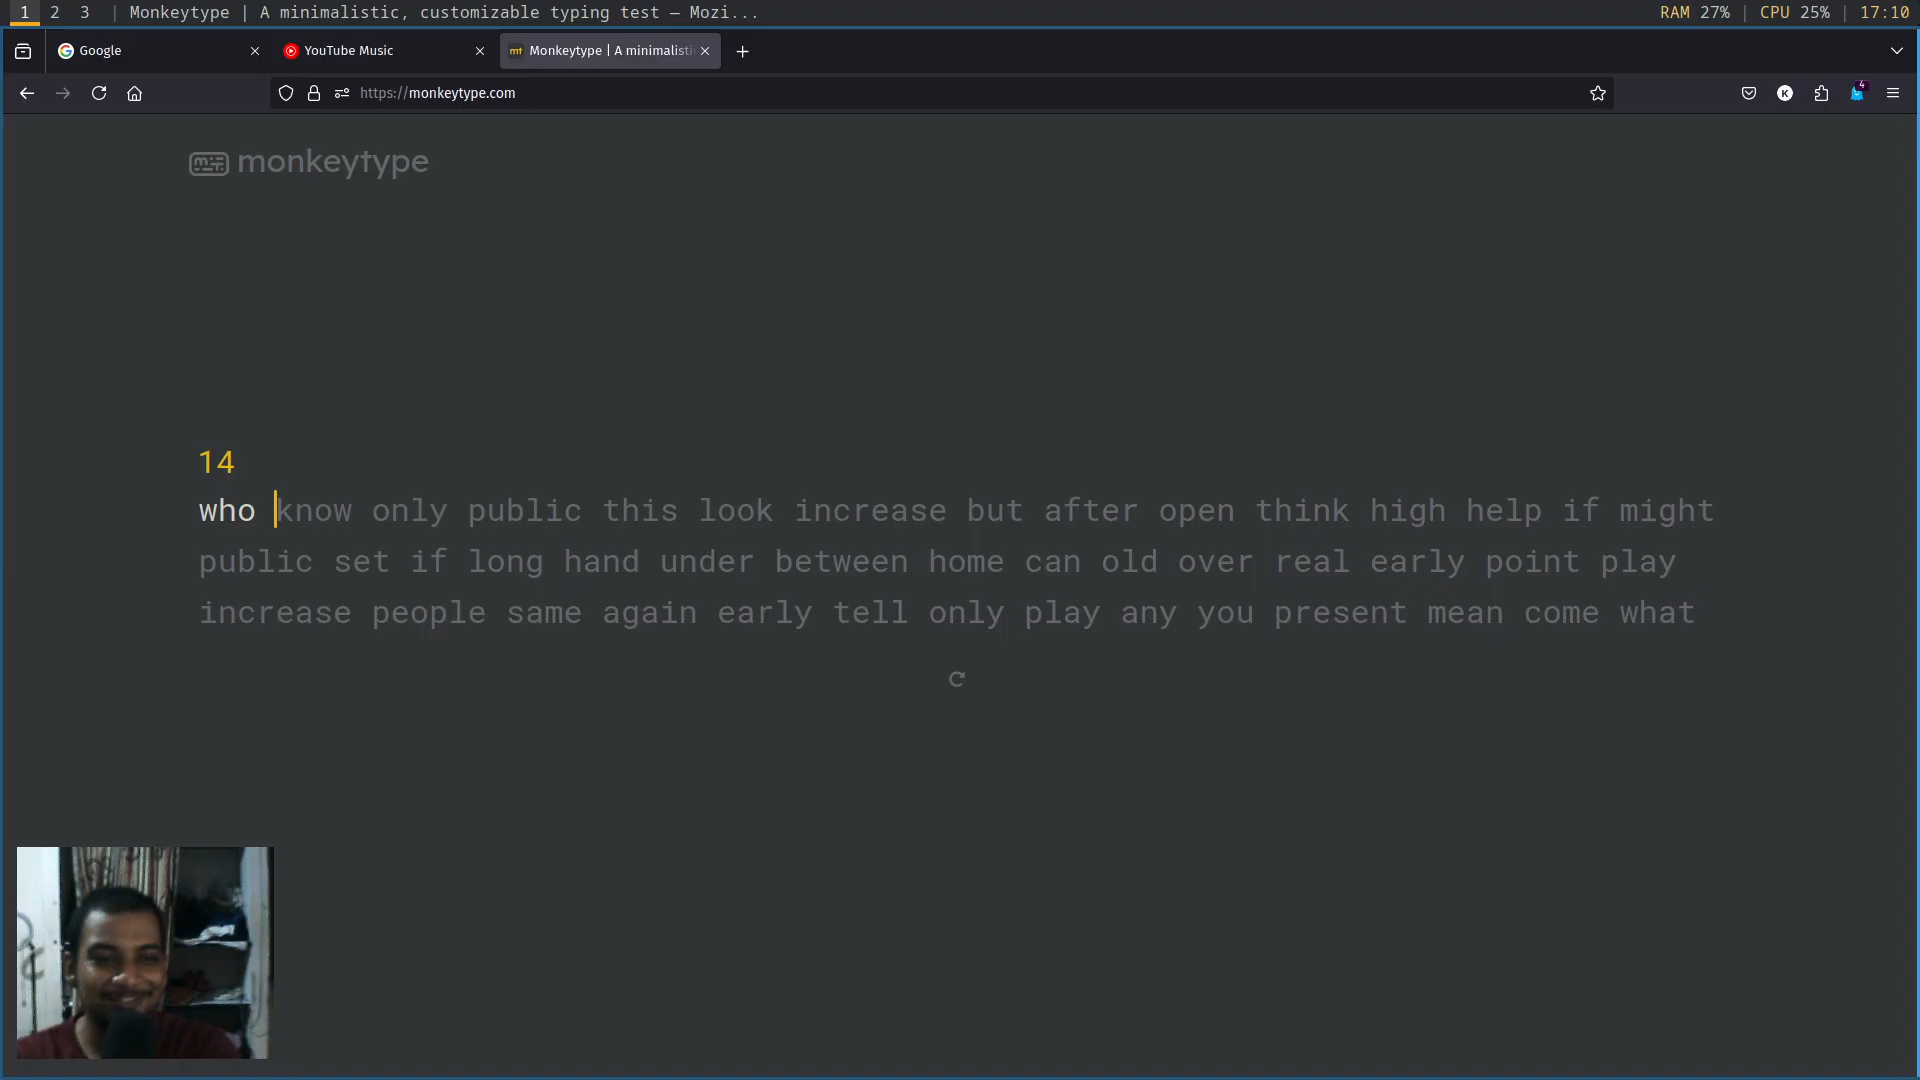 1 2 3 | Monkeytype | A minimalistic, customizable typing test — Mozi... RAM 27% | CPU 25% | 17:10
Google YouTube Music mt Monkeytype | A minimalisti
https://monkeytype.com K 4
monkeytype
14
who know only public this look increase but after open think high help if might
public set if long hand under between home can old over real early point play
increase people same again early tell only play any you present mean come what